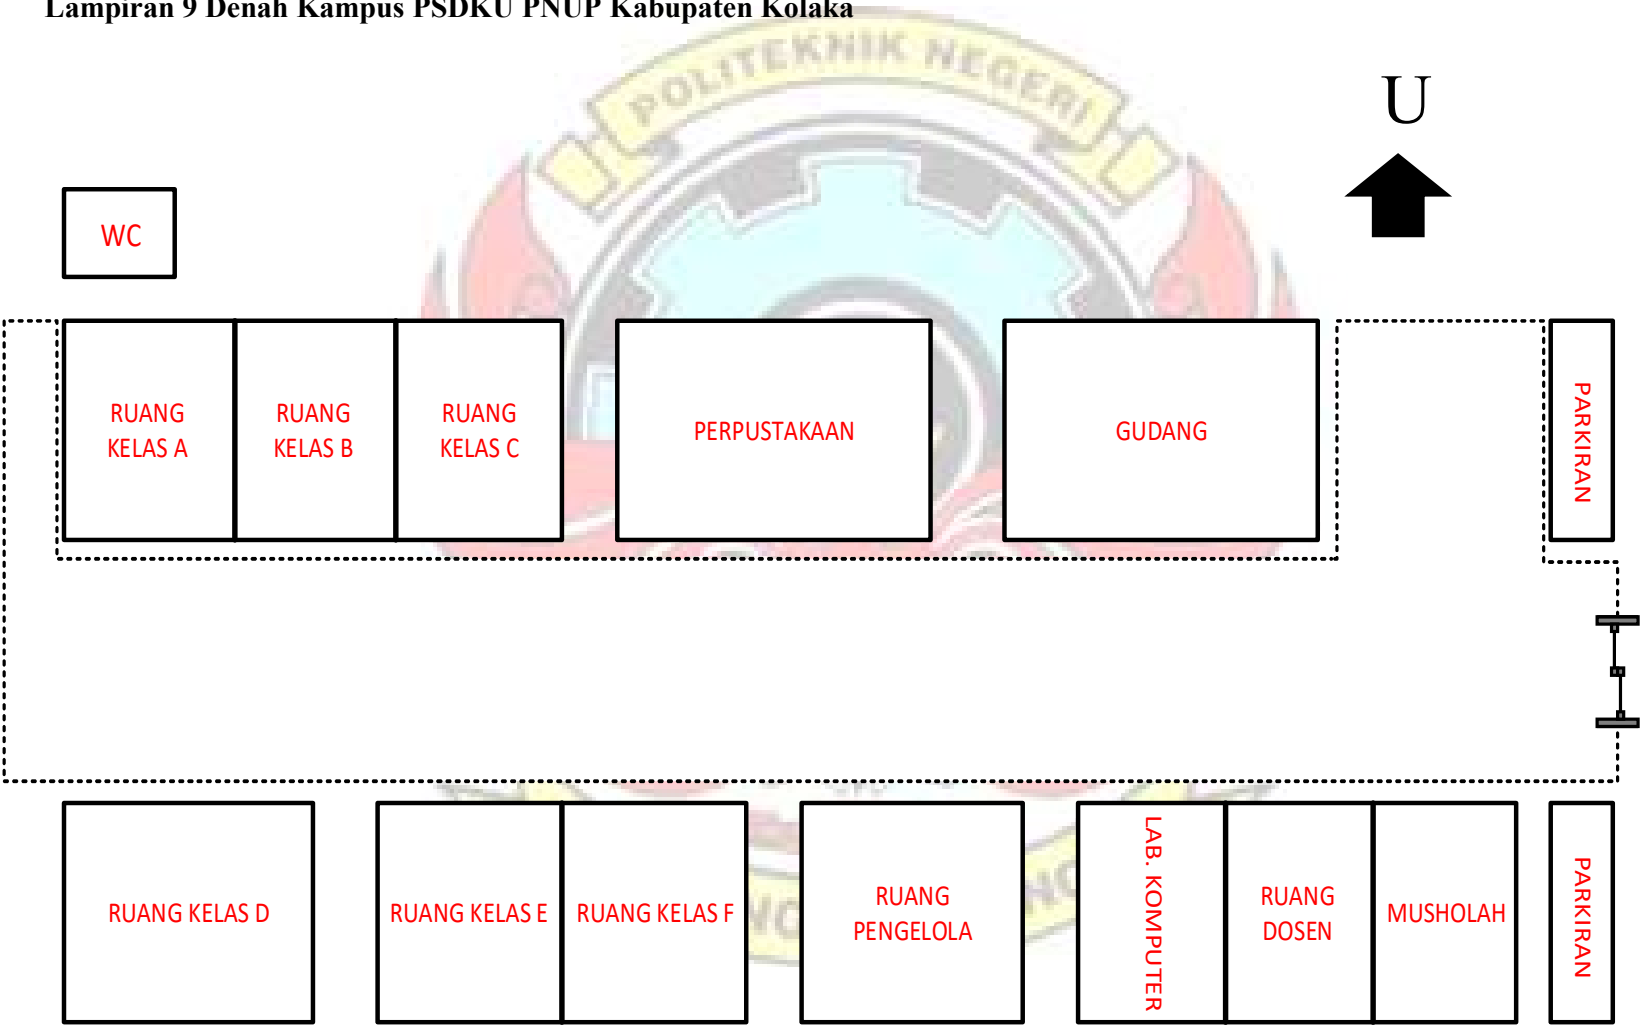 Lampiran 9 Denah Kampus PSDKU PNUP Kabupaten Kolaka
POLITEKNIK NEGERI
U
WC
RUANG
KELAS A
RUANG
KELAS B
RUANG
KELAS C
PERPUSTAKAAN
GUDANG
PARKIRAN
RUANG KELAS D
RUANG KELAS E
RUANG KELAS F
RUANG
PENGELOLA
LAB. KOMPUTER
RUANG
DOSEN
MUSHOLAH
PARKIRAN